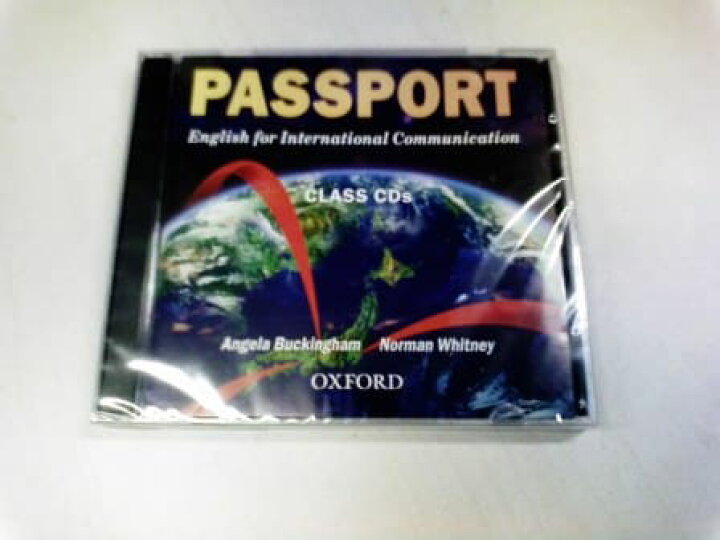 PASSPORT
English for International Communication
CLASS CDs
Angela Buckingham Norman Whitney
OXFORD